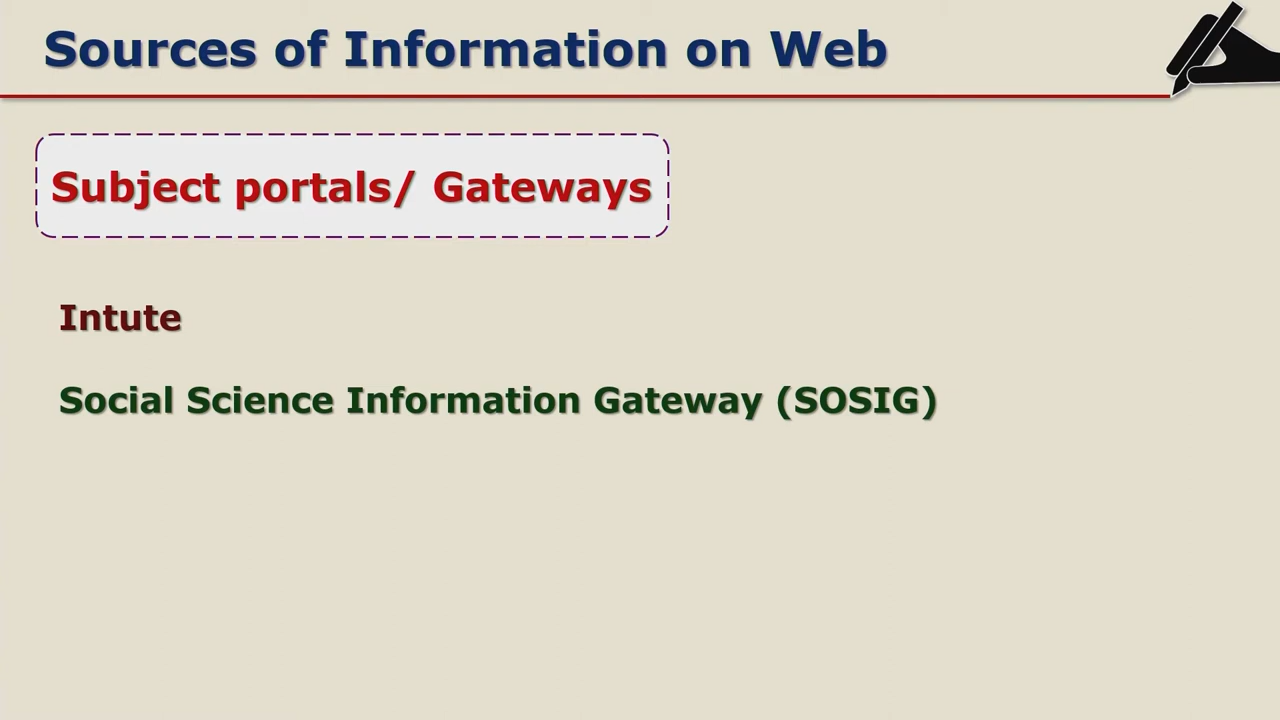 Sources of Information on Web
Subject portals/ Gateways
Intute
Social Science Information Gateway (SOSIG)